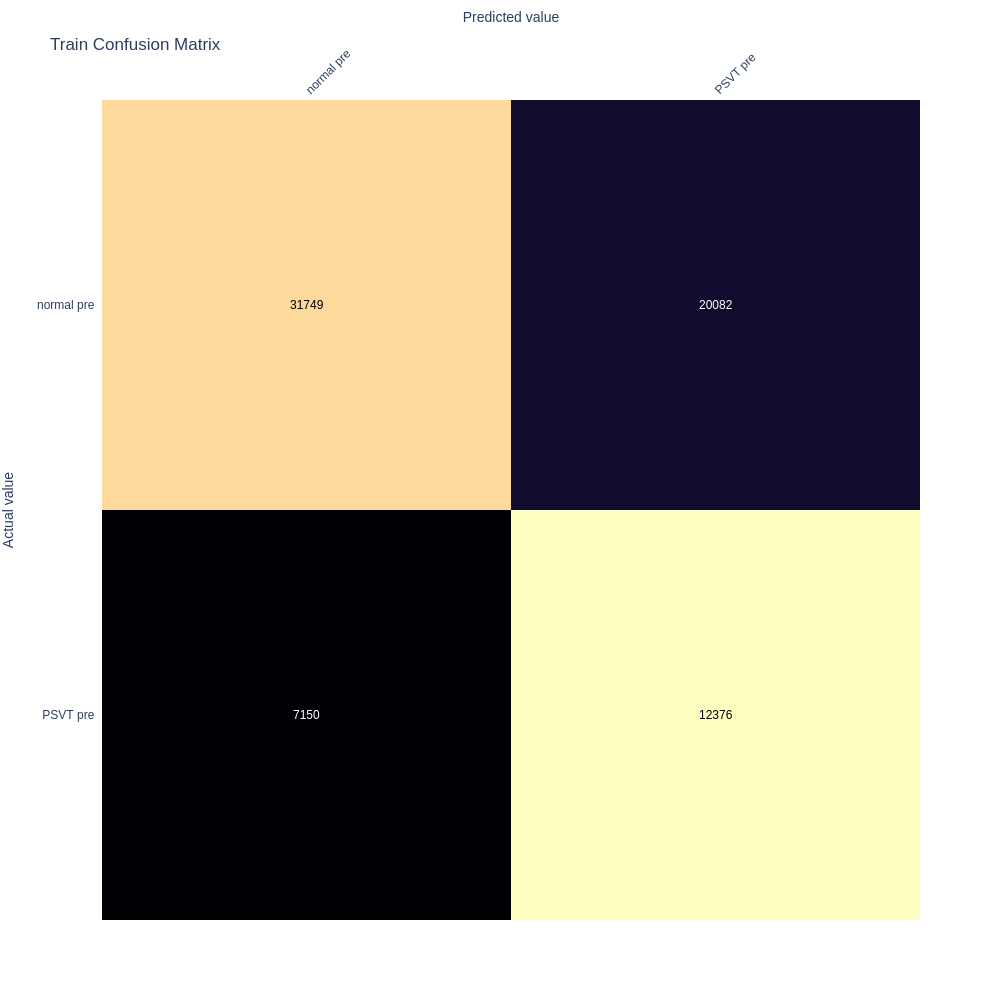 Predicted value
Train Confusion Matrix
normal pre
PSVT pre
normal pre
31749
20082
Actual value
PSVT pre
7150
12376